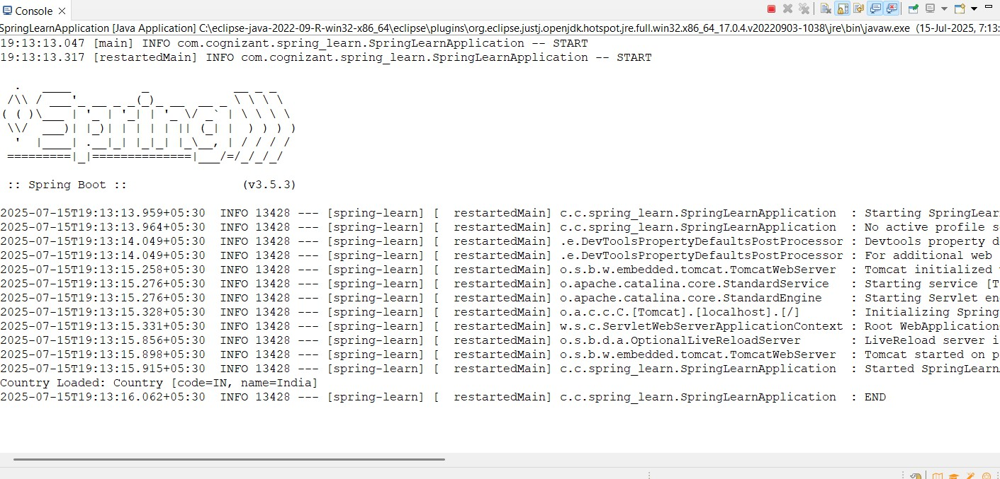 Console
SpringLearnApplication [Java Application] C:\eclipse-java-2022-09-R-win32-x86_64\eclipse\plugins\org.eclipse.justj.openjdk.hotspot.jre.full.win32.x86_64_17.0.4.v20220903-1038\jre\bin\javaw.exe (15-Jul-2025, 7:13:
19:13:13.047 [main] INFO com.cognizant.spring_learn.SpringLearnApplication -- START
19:13:13.317 [restartedMain] INFO com.cognizant.spring_learn.SpringLearnApplication -- START
  .   ____          _            __ _ _
 /\\ / ___'_ __ _ _(_)_ __  __ _ \ \ \ \
( ( )\___ | '_ | '_| | '_ \/ _` | \ \ \ \
 \\/  ___)| |_)| | | | | || (_| |  ) ) ) )
  '  |____| .__|_| |_|_| |_\__, | / / / /
 =========|_|==============|___/=/_/_/_/
 :: Spring Boot ::                (v3.5.3)
2025-07-15T19:13:13.959+05:30  INFO 13428 --- [spring-learn] [  restartedMain] c.c.spring_learn.SpringLearnApplication  : Starting SpringLear
2025-07-15T19:13:13.964+05:30  INFO 13428 --- [spring-learn] [  restartedMain] c.c.spring_learn.SpringLearnApplication  : No active profile s
2025-07-15T19:13:14.049+05:30  INFO 13428 --- [spring-learn] [  restartedMain] .e.DevToolsPropertyDefaultsPostProcessor : Devtools property d
2025-07-15T19:13:14.049+05:30  INFO 13428 --- [spring-learn] [  restartedMain] .e.DevToolsPropertyDefaultsPostProcessor : For additional web
2025-07-15T19:13:15.258+05:30  INFO 13428 --- [spring-learn] [  restartedMain] o.s.b.w.embedded.tomcat.TomcatWebServer  : Tomcat initialized
2025-07-15T19:13:15.276+05:30  INFO 13428 --- [spring-learn] [  restartedMain] o.apache.catalina.core.StandardService   : Starting service [T
2025-07-15T19:13:15.276+05:30  INFO 13428 --- [spring-learn] [  restartedMain] o.apache.catalina.core.StandardEngine    : Starting Servlet en
2025-07-15T19:13:15.328+05:30  INFO 13428 --- [spring-learn] [  restartedMain] o.a.c.c.C.[Tomcat].[localhost].[/]       : Initializing Spring
2025-07-15T19:13:15.331+05:30  INFO 13428 --- [spring-learn] [  restartedMain] w.s.c.ServletWebServerApplicationContext : Root WebApplication
2025-07-15T19:13:15.856+05:30  INFO 13428 --- [spring-learn] [  restartedMain] o.s.b.d.a.OptionalLiveReloadServer       : LiveReload server i
2025-07-15T19:13:15.898+05:30  INFO 13428 --- [spring-learn] [  restartedMain] o.s.b.w.embedded.tomcat.TomcatWebServer  : Tomcat started on p
2025-07-15T19:13:15.915+05:30  INFO 13428 --- [spring-learn] [  restartedMain] c.c.spring_learn.SpringLearnApplication  : Started SpringLearn
Country Loaded: Country [code=IN, name=India]
2025-07-15T19:13:16.062+05:30  INFO 13428 --- [spring-learn] [  restartedMain] c.c.spring_learn.SpringLearnApplication  : END